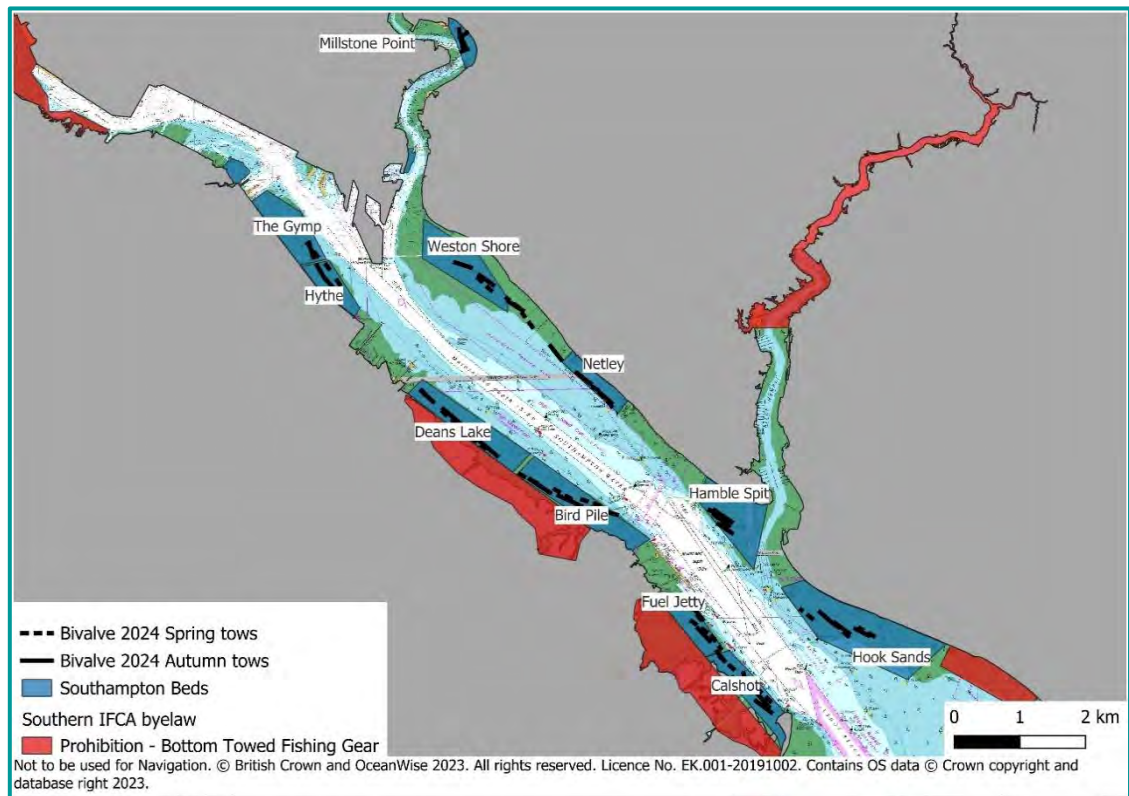 Millstone Point
The Gymp
Weston Shore
Hythe
Netley
Deans Lake
Hamble Spit
Bird Pile
Fuel Jetty
Hook Sands
Calshot
Bivalve 2024 Spring tows
Bivalve 2024 Autumn tows
Southampton Beds
Southern IFCA byelaw
Prohibition - Bottom Towed Fishing Gear
0 1 2 km
Not to be used for Navigation. © British Crown and OceanWise 2023. All rights reserved. Licence No. EK.001-20191002. Contains OS data © Crown copyright and
database right 2023.